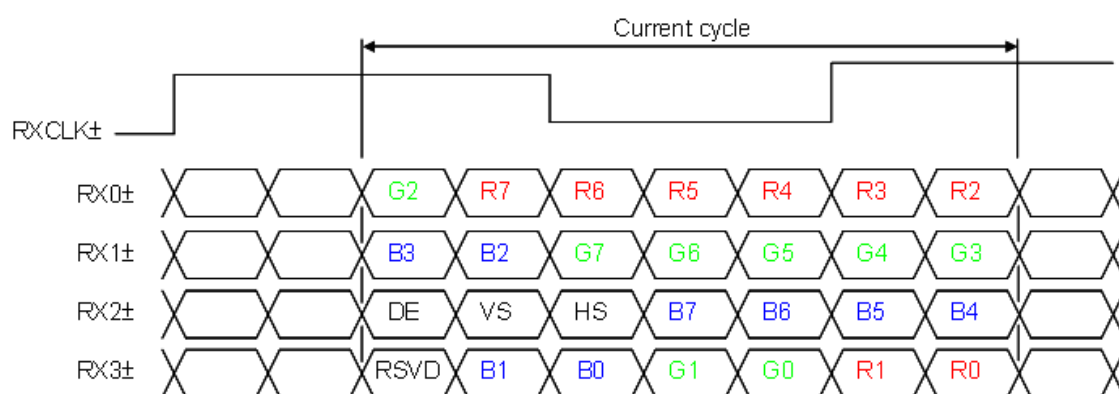 Current cycle
RXCLK±
RX0± G2 R7 R6 R5 R4 R3 R2
RX1± B3 B2 G7 G6 G5 G4 G3
RX2± DE VS HS B7 B6 B5 B4
RX3± RSVD B1 B0 G1 G0 R1 R0